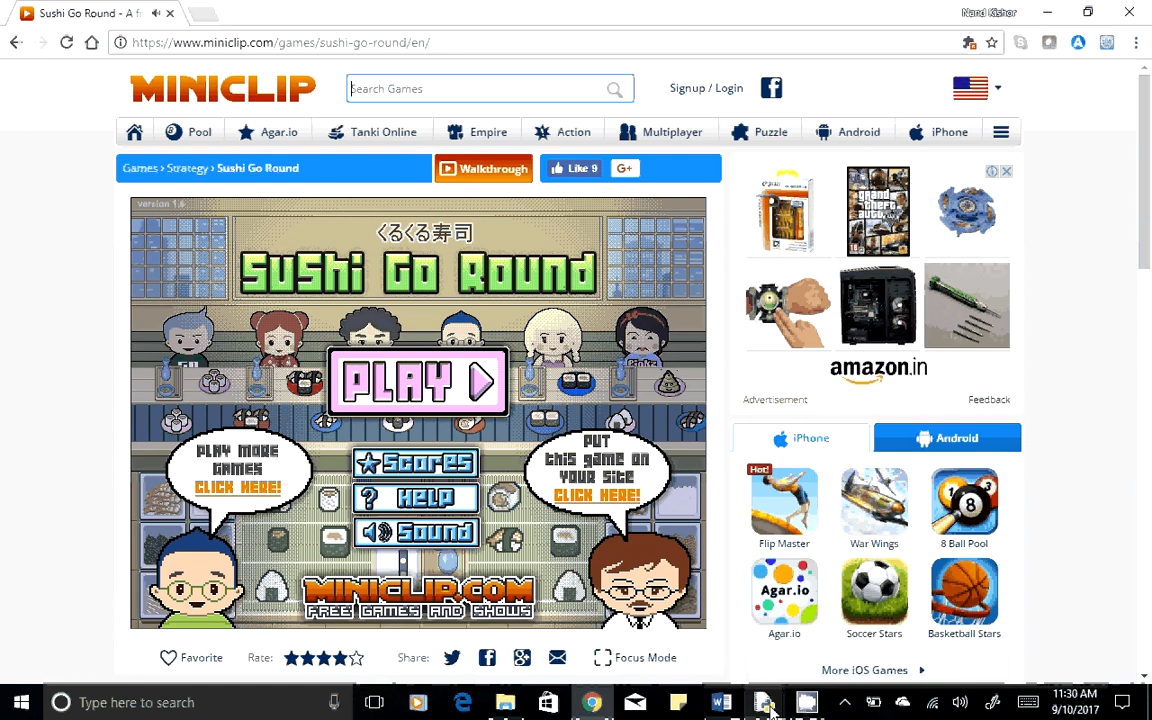 Sushi Go Round - A f
Nand Kishor
https://www.miniclip.com/games/sushi-go-round/en/
MINICLIP
Search Games
Signup / Login
Pool
Agar.io
Tanki Online
Empire
Action
Multiplayer
Puzzle
Android
iPhone
Games › Strategy › Sushi Go Round
Walkthrough
Like 9
G+
version 1.6
くるくる寿司
Sushi Go Round
PLAY
PLAY MORE
GAMES
CLICK HERE!
Scores
Help
Sound
PUT
THIS GAME ON
YOUR SITE
CLICK HERE!
MINICLIP.COM
FREE GAMES AND SHOWS
Favorite
Rate:
Share:
Focus Mode
amazon.in
Advertisement
Feedback
iPhone
Android
Hot!
Flip Master
War Wings
8
8 Ball Pool
Agar.io
Agar.io
Soccer Stars
Basketball Stars
More iOS Games
Type here to search
11:30 AM
9/10/2017